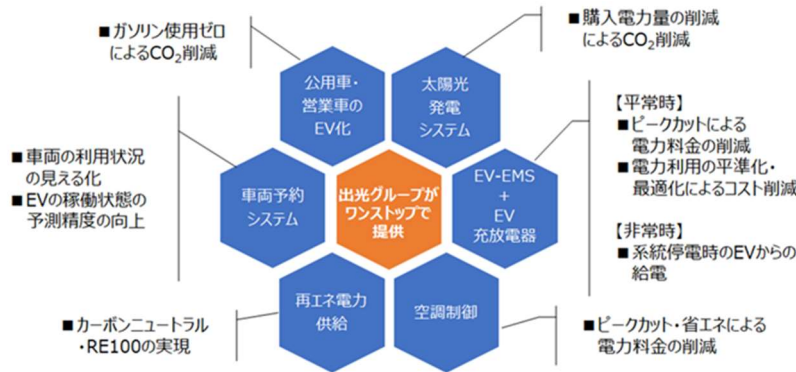 ■ガソリン使用ゼロ
によるCO₂削減
■購入電力量の削減
によるCO₂削減
公用車・
営業車の
EV化
太陽光
発電
システム
【平常時】
■ピークカットによる
電力料金の削減
■電力利用の平準化・
最適化によるコスト削減
【非常時】
■系統停電時のEVからの
給電
■車両の利用状況
の見える化
■EVの稼働状態の
予測精度の向上
車両予約
システム
出光グループが
ワンストップで
提供
EV-EMS
+
EV
充放電器
再エネ電力
供給
空調制御
■カーボンニュートラル
・RE100の実現
■ピークカット・省エネによる
電力料金の削減